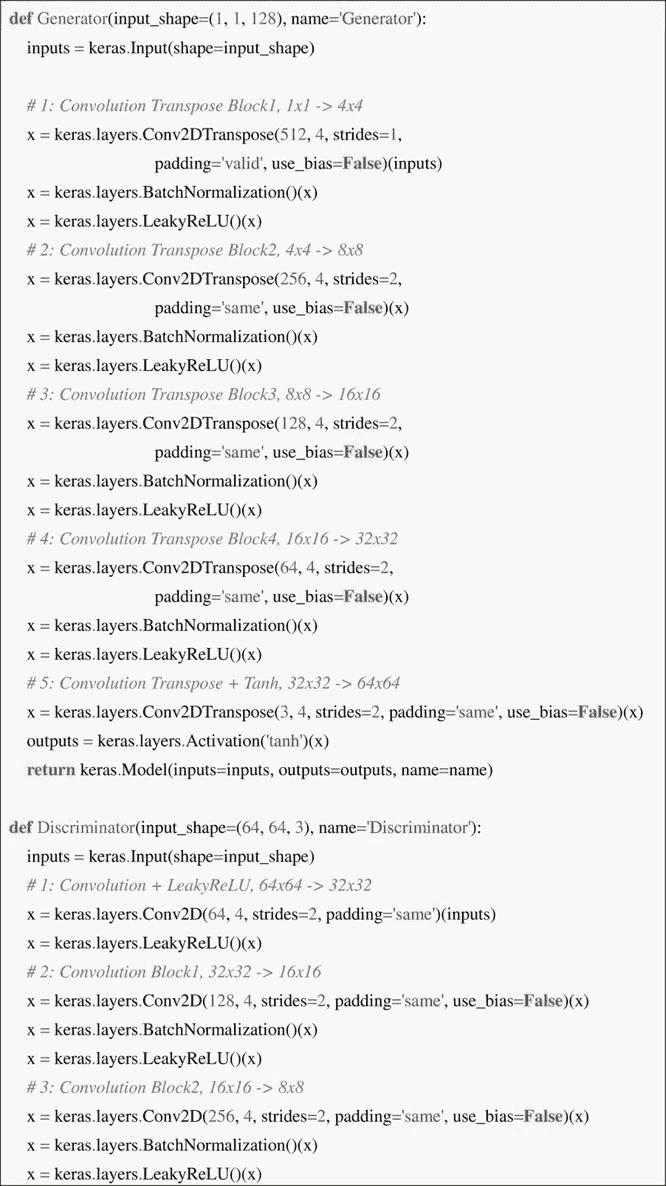 def Generator(input_shape=(1, 1, 128), name='Generator'):
    inputs = keras.Input(shape=input_shape)

    # 1: Convolution Transpose Block1, 1x1 -> 4x4
    x = keras.layers.Conv2DTranspose(512, 4, strides=1,
                                     padding='valid', use_bias=False)(inputs)
    x = keras.layers.BatchNormalization()(x)
    x = keras.layers.LeakyReLU()(x)
    # 2: Convolution Transpose Block2, 4x4 -> 8x8
    x = keras.layers.Conv2DTranspose(256, 4, strides=2,
                                     padding='same', use_bias=False)(x)
    x = keras.layers.BatchNormalization()(x)
    x = keras.layers.LeakyReLU()(x)
    # 3: Convolution Transpose Block3, 8x8 -> 16x16
    x = keras.layers.Conv2DTranspose(128, 4, strides=2,
                                     padding='same', use_bias=False)(x)
    x = keras.layers.BatchNormalization()(x)
    x = keras.layers.LeakyReLU()(x)
    # 4: Convolution Transpose Block4, 16x16 -> 32x32
    x = keras.layers.Conv2DTranspose(64, 4, strides=2,
                                     padding='same', use_bias=False)(x)
    x = keras.layers.BatchNormalization()(x)
    x = keras.layers.LeakyReLU()(x)
    # 5: Convolution Transpose + Tanh, 32x32 -> 64x64
    x = keras.layers.Conv2DTranspose(3, 4, strides=2, padding='same', use_bias=False)(x)
    outputs = keras.layers.Activation('tanh')(x)
    return keras.Model(inputs=inputs, outputs=outputs, name=name)

def Discriminator(input_shape=(64, 64, 3), name='Discriminator'):
    inputs = keras.Input(shape=input_shape)
    # 1: Convolution + LeakyReLU, 64x64 -> 32x32
    x = keras.layers.Conv2D(64, 4, strides=2, padding='same')(inputs)
    x = keras.layers.LeakyReLU()(x)
    # 2: Convolution Block1, 32x32 -> 16x16
    x = keras.layers.Conv2D(128, 4, strides=2, padding='same', use_bias=False)(x)
    x = keras.layers.BatchNormalization()(x)
    x = keras.layers.LeakyReLU()(x)
    # 3: Convolution Block2, 16x16 -> 8x8
    x = keras.layers.Conv2D(256, 4, strides=2, padding='same', use_bias=False)(x)
    x = keras.layers.BatchNormalization()(x)
    x = keras.layers.LeakyReLU()(x)